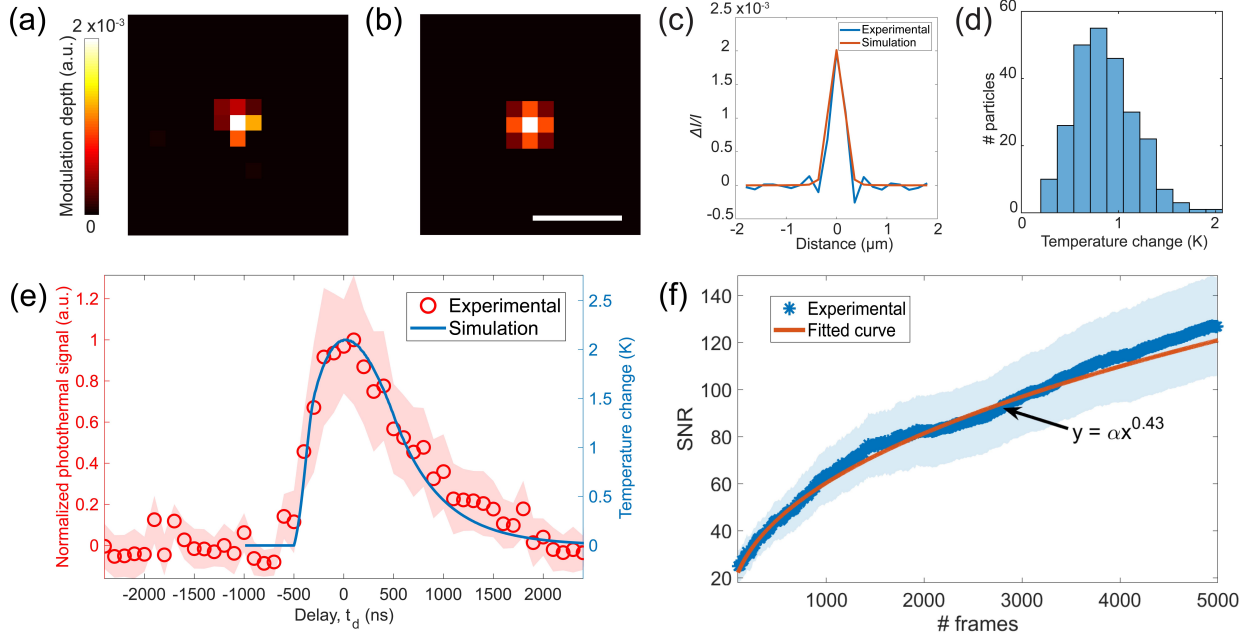 (a)
2 ×10⁻³
Modulation depth (a.u.)
0
(b)
(c)
2.5 ×10⁻³
2
1.5
1
0.5
0
-0.5
ΔI/I
Experimental
Simulation
-2 -1 0 1 2
Distance (μm)
(d)
60
40
20
0
# particles
0 1 2
Temperature change (K)
(e)
Normalized photothermal signal (a.u.)
1.2
1
0.8
0.6
0.4
0.2
0
Experimental
Simulation
2.5
2
1.5
1
0.5
0
Temperature change (K)
-2000 -1500 -1000 -500 0 500 1000 1500 2000
Delay, t_d (ns)
(f)
SNR
140
120
100
80
60
40
20
Experimental
Fitted curve
y = αx^0.43
1000 2000 3000 4000 5000
# frames